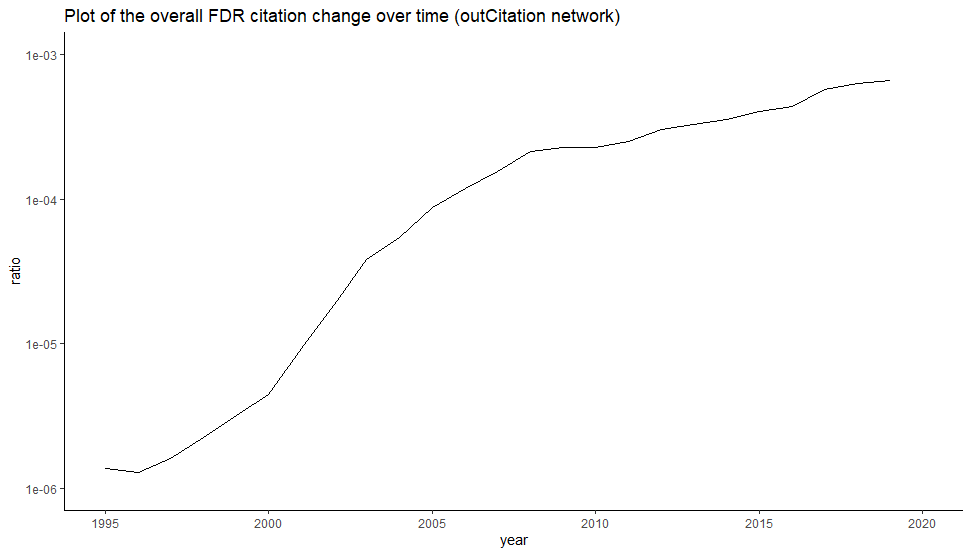 Plot of the overall FDR citation change over time (outCitation network)
1e-03
1e-04
ratio
1e-05
1e-06
1995 2000 2005 2010 2015 2020
year